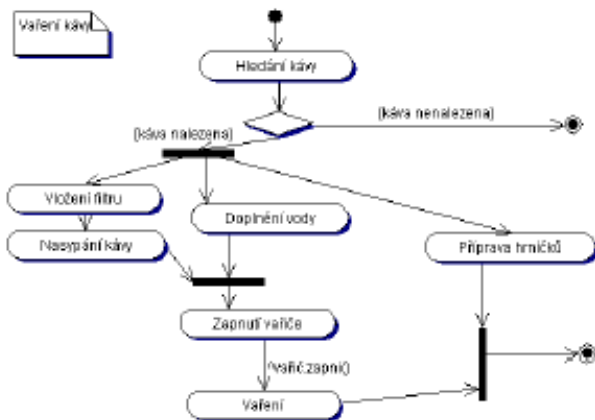 Vaření kávy
Hledání kávy
[káva nenalezena]
[káva nalezena]
Vložení filtru
Doplnění vody
Nasypání kávy
Příprava hrníčků
Zapnutí vařiče
^vařič.zapni()
Vaření